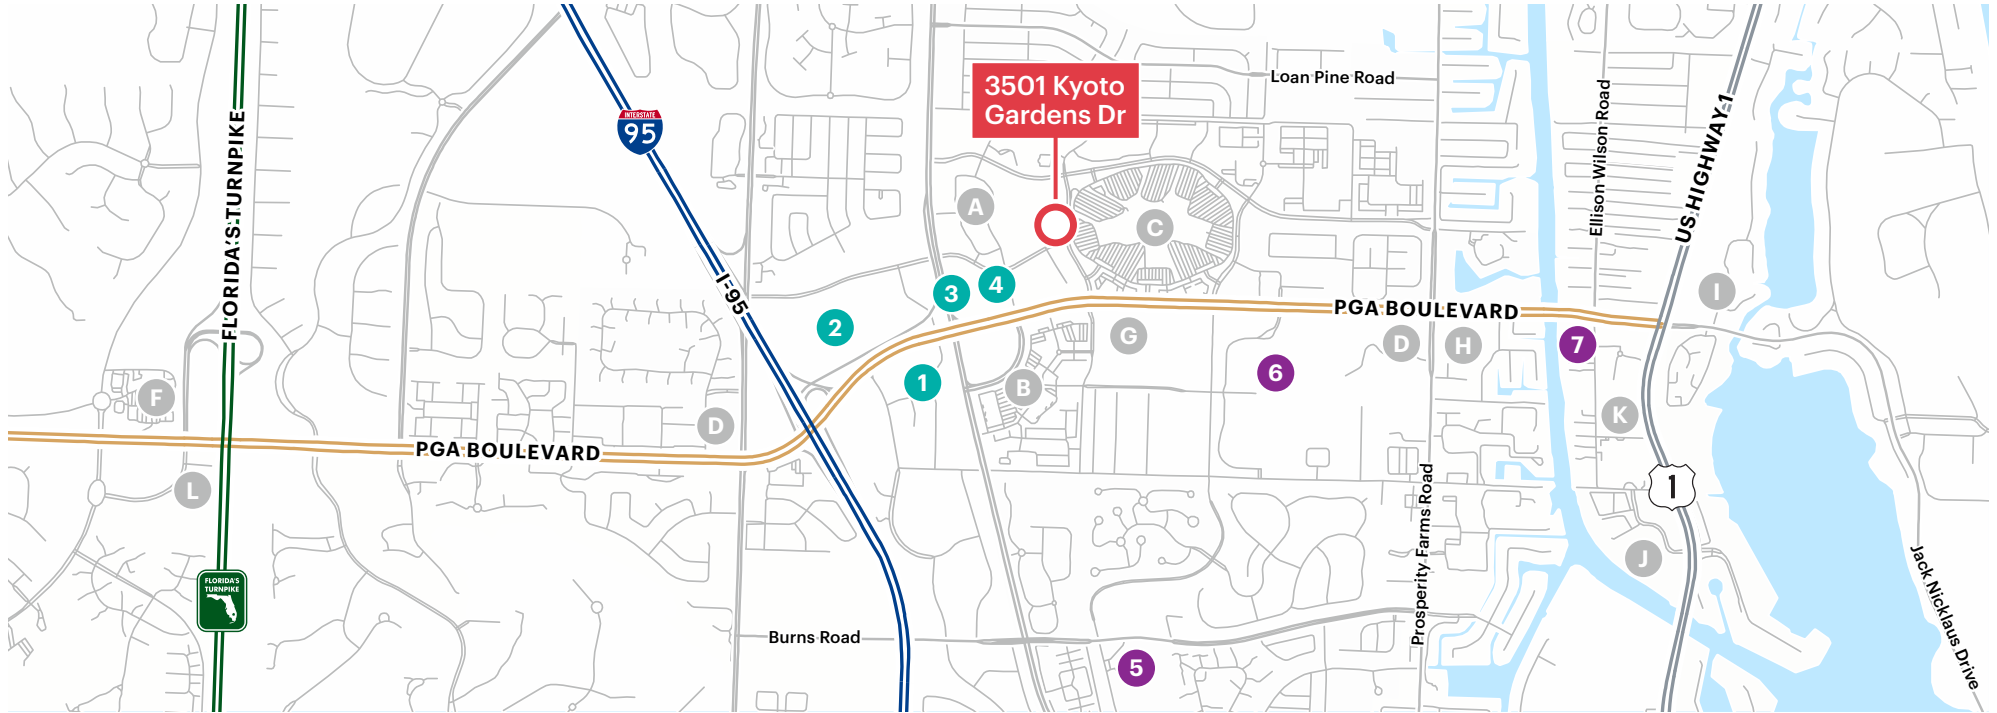 3501 Kyoto
Gardens Dr
Loan Pine Road
INTERSTATE
95
FLORIDA'S TURNPIKE
Ellison Wilson Road
US HIGHWAY 1
A
C
I-95
3
4
2
I
PGA BOULEVARD
G
D
H
7
1
B
6
F
D
K
PGA BOULEVARD
L
1
Prosperity Farms Road
J
FLORIDA'S
TURNPIKE
Jack Nicklaus Drive
Burns Road
5